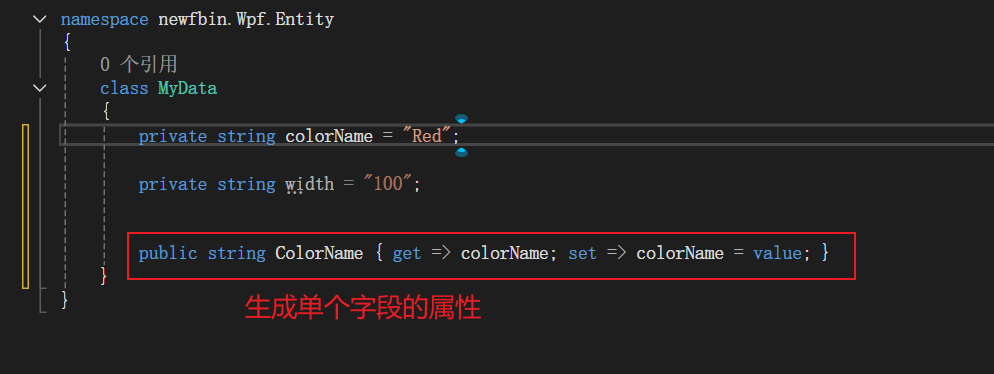 namespace newfbin.Wpf.Entity
{
0 个引用
class MyData
{
private string colorName = "Red";
private string width = "100";
public string ColorName { get => colorName; set => colorName = value; }
}
}
生成单个字段的属性